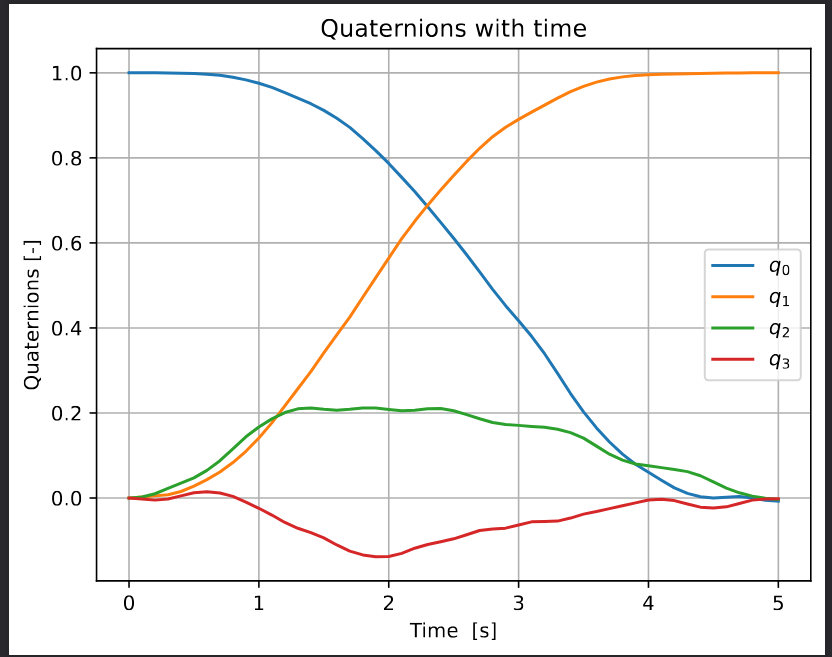 Quaternions with time
Quaternions [-]
1.0
0.8
0.6
0.4
0.2
0.0
0 1 2 3 4 5
Time [s]
q₀
q₁
q₂
q₃